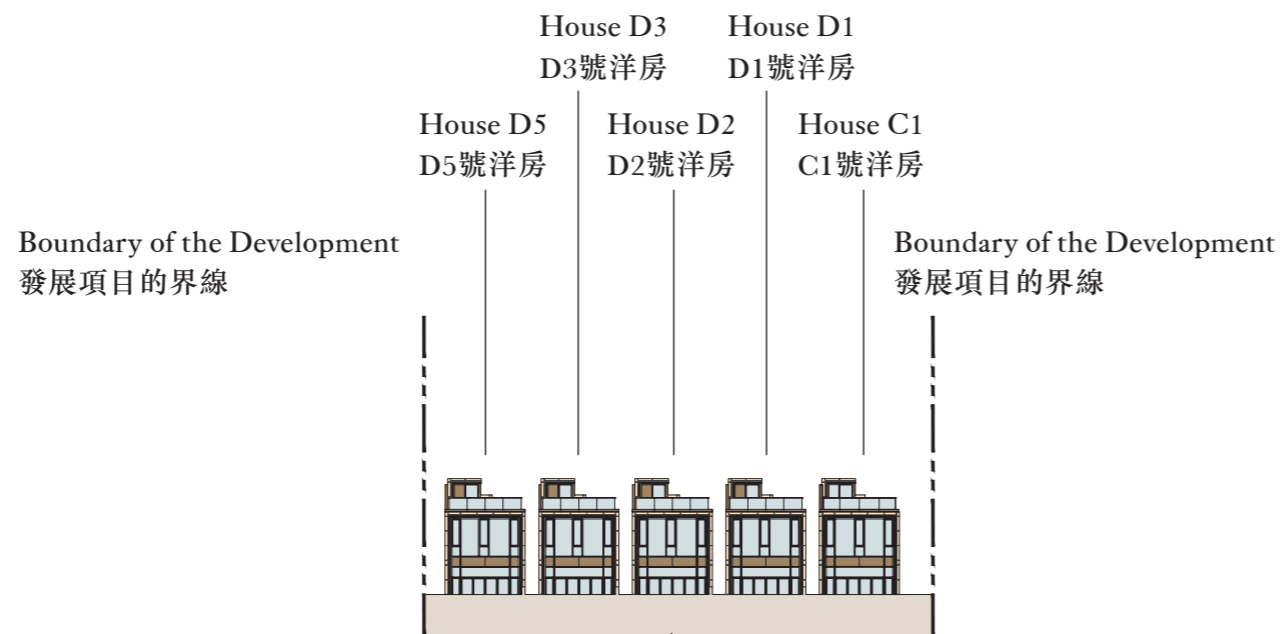 House D3
D3號洋房
House D1
D1號洋房
House D5
D5號洋房
House D2
D2號洋房
House C1
C1號洋房
Boundary of the Development
發展項目的界線
Boundary of the Development
發展項目的界線